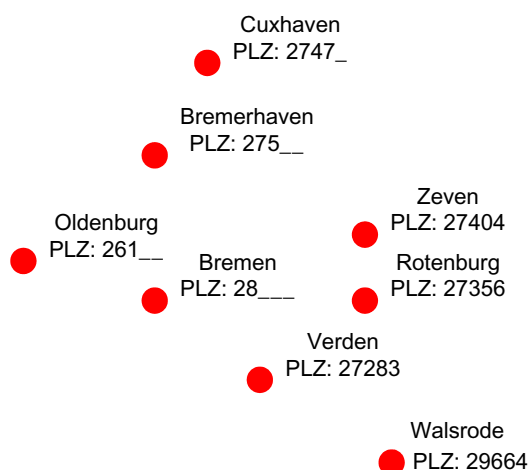 Cuxhaven
PLZ: 2747_
Bremerhaven
PLZ: 275__
Zeven
PLZ: 27404
Oldenburg
PLZ: 261__
Bremen
PLZ: 28___
Rotenburg
PLZ: 27356
Verden
PLZ: 27283
Walsrode
PLZ: 29664